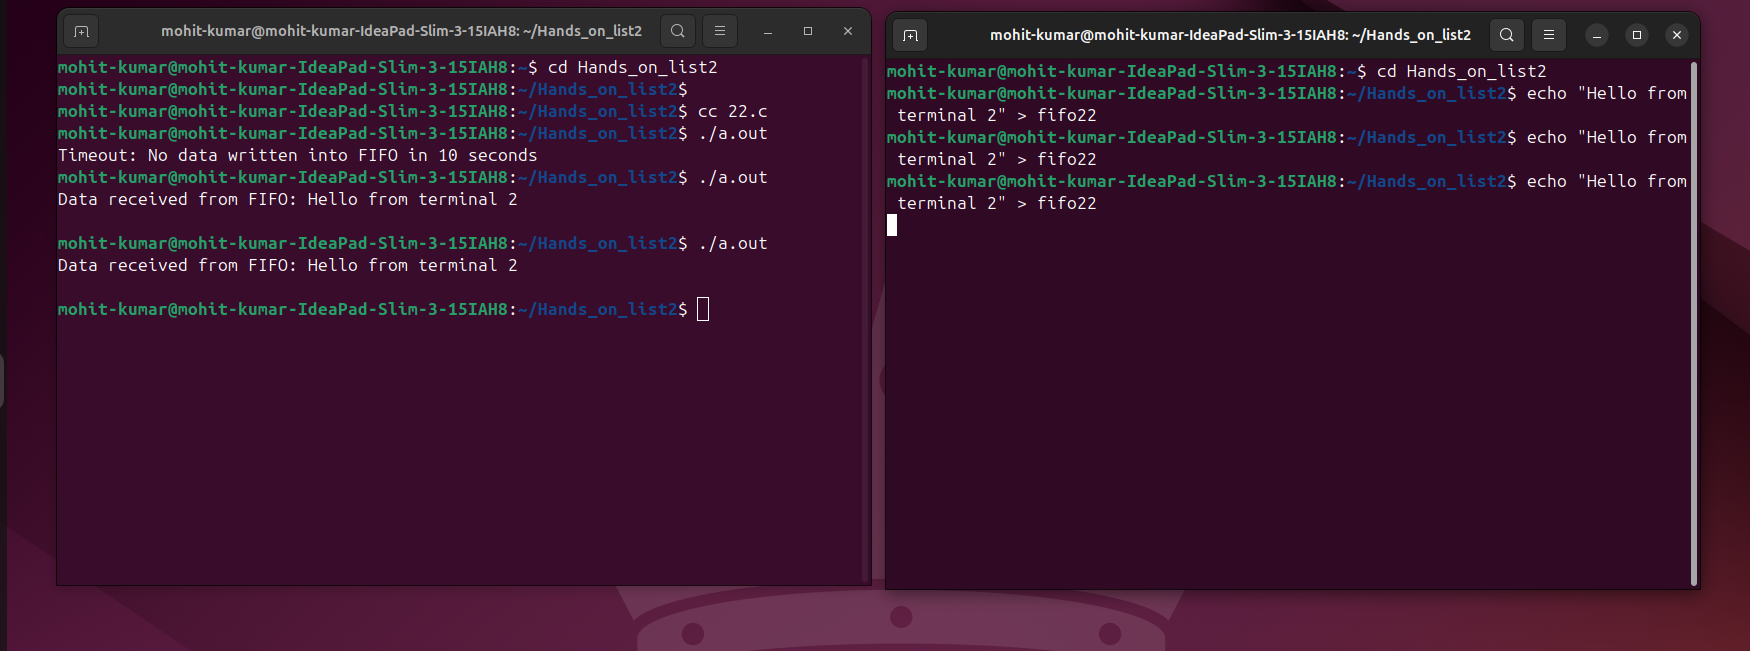 mohit-kumar@mohit-kumar-IdeaPad-Slim-3-15IAH8: ~/Hands_on_list2
mohit-kumar@mohit-kumar-IdeaPad-Slim-3-15IAH8:~$ cd Hands_on_list2
mohit-kumar@mohit-kumar-IdeaPad-Slim-3-15IAH8:~/Hands_on_list2$
mohit-kumar@mohit-kumar-IdeaPad-Slim-3-15IAH8:~/Hands_on_list2$ cc 22.c
mohit-kumar@mohit-kumar-IdeaPad-Slim-3-15IAH8:~/Hands_on_list2$ ./a.out
Timeout: No data written into FIFO in 10 seconds
mohit-kumar@mohit-kumar-IdeaPad-Slim-3-15IAH8:~/Hands_on_list2$ ./a.out
Data received from FIFO: Hello from terminal 2
mohit-kumar@mohit-kumar-IdeaPad-Slim-3-15IAH8:~/Hands_on_list2$ ./a.out
Data received from FIFO: Hello from terminal 2
mohit-kumar@mohit-kumar-IdeaPad-Slim-3-15IAH8:~/Hands_on_list2$
mohit-kumar@mohit-kumar-IdeaPad-Slim-3-15IAH8: ~/Hands_on_list2
mohit-kumar@mohit-kumar-IdeaPad-Slim-3-15IAH8:~$ cd Hands_on_list2
mohit-kumar@mohit-kumar-IdeaPad-Slim-3-15IAH8:~/Hands_on_list2$ echo "Hello from
terminal 2" > fifo22
mohit-kumar@mohit-kumar-IdeaPad-Slim-3-15IAH8:~/Hands_on_list2$ echo "Hello from
terminal 2" > fifo22
mohit-kumar@mohit-kumar-IdeaPad-Slim-3-15IAH8:~/Hands_on_list2$ echo "Hello from
terminal 2" > fifo22